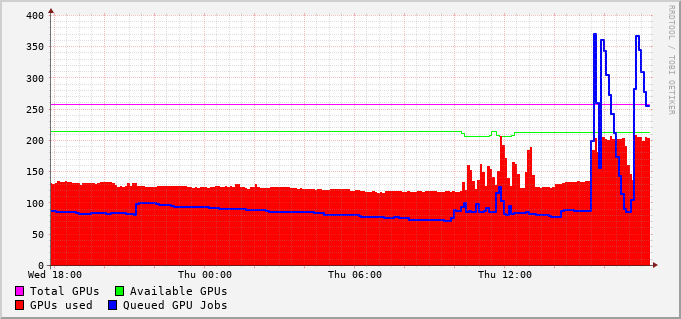 400
350
300
250
200
150
100
50
0
Wed 18:00 Thu 00:00 Thu 06:00 Thu 12:00
Total GPUs Available GPUs
GPUs used Queued GPU Jobs
RRDTOOL / TOBI OETIKER